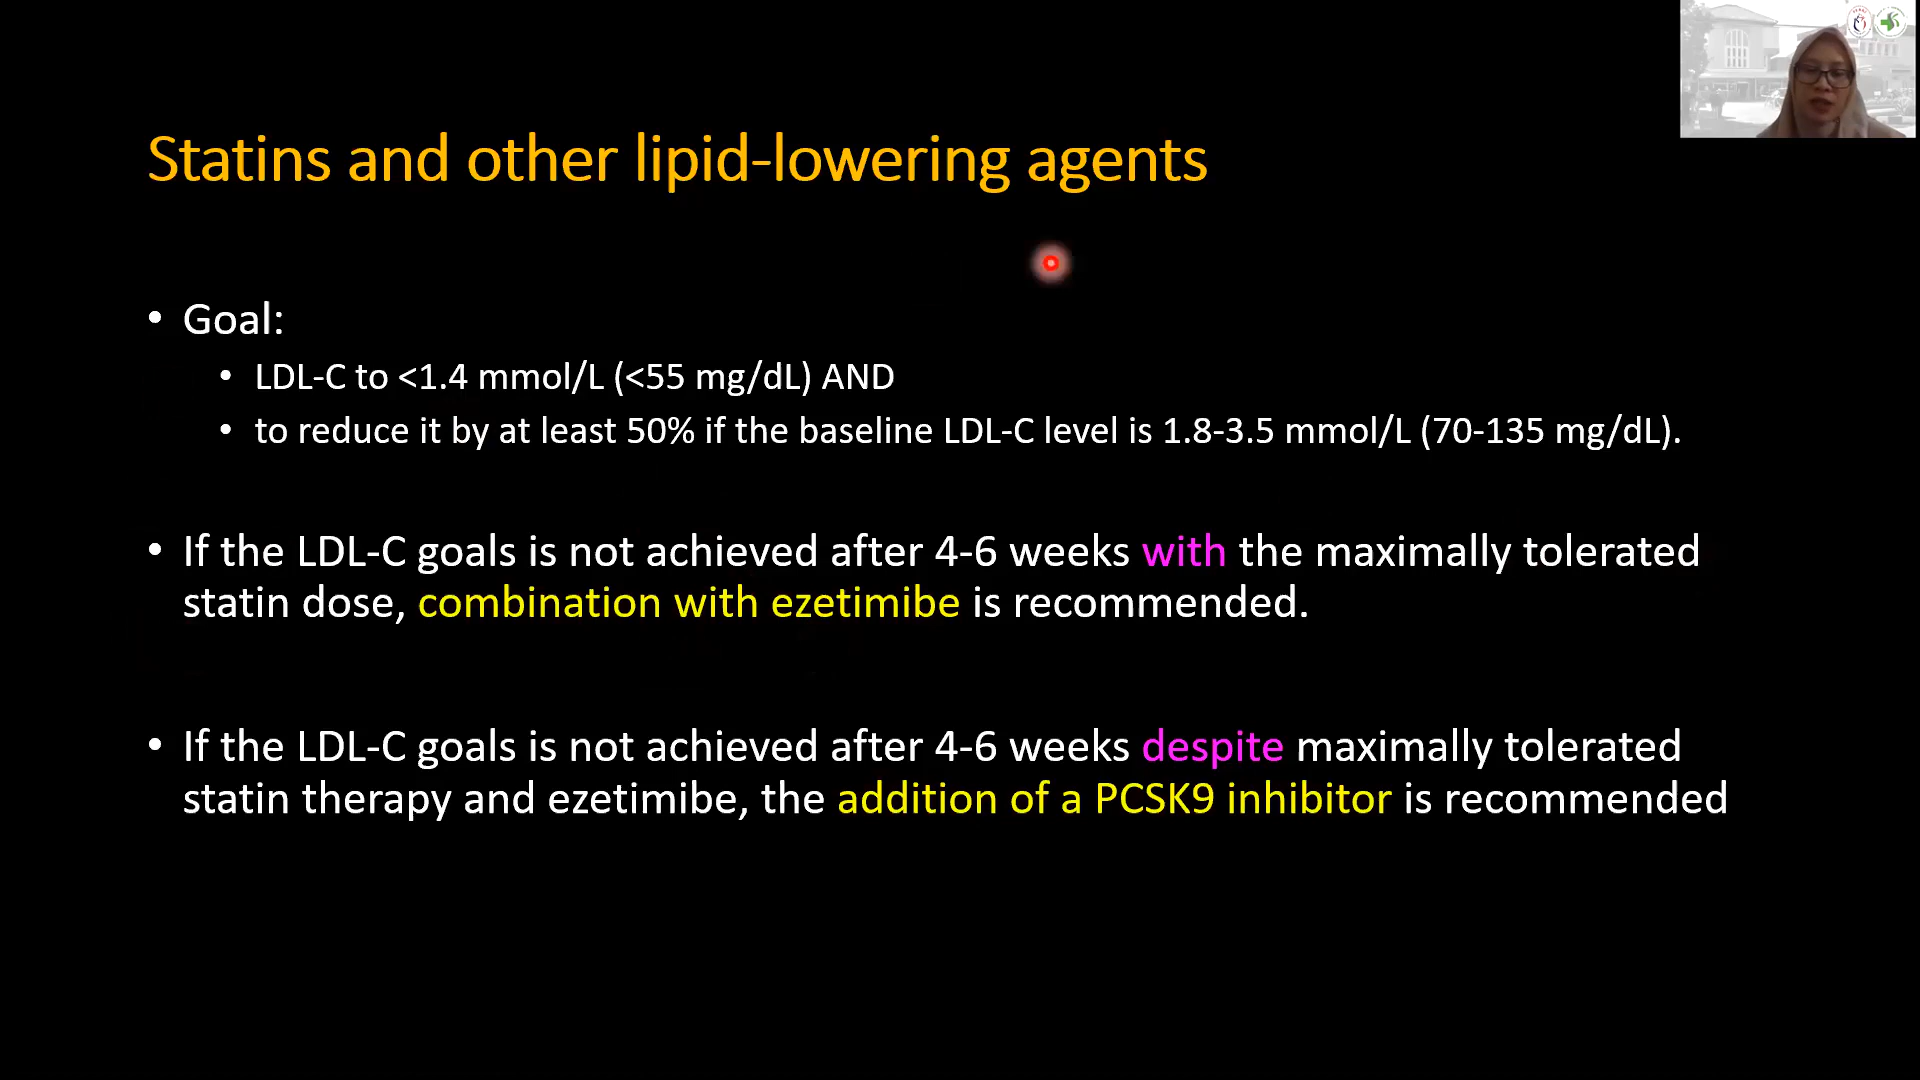 Statins and other lipid-lowering agents
• Goal:
• LDL-C to <1.4 mmol/L (<55 mg/dL) AND
• to reduce it by at least 50% if the baseline LDL-C level is 1.8-3.5 mmol/L (70-135 mg/dL).
• If the LDL-C goals is not achieved after 4-6 weeks with the maximally tolerated
statin dose, combination with ezetimibe is recommended.
• If the LDL-C goals is not achieved after 4-6 weeks despite maximally tolerated
statin therapy and ezetimibe, the addition of a PCSK9 inhibitor is recommended